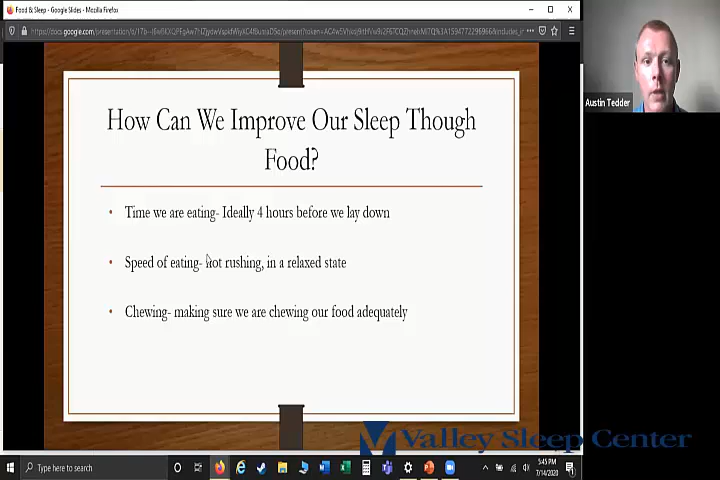 Food & Sleep - Google Slides - Mozilla Firefox
Austin Tedder
How Can We Improve Our Sleep Though
Food?
Time we are eating- Ideally 4 hours before we lay down
Speed of eating- not rushing, in a relaxed state
Chewing- making sure we are chewing our food adequately
Valley Sleep Center
Type here to search
5:45 PM
7/14/2020